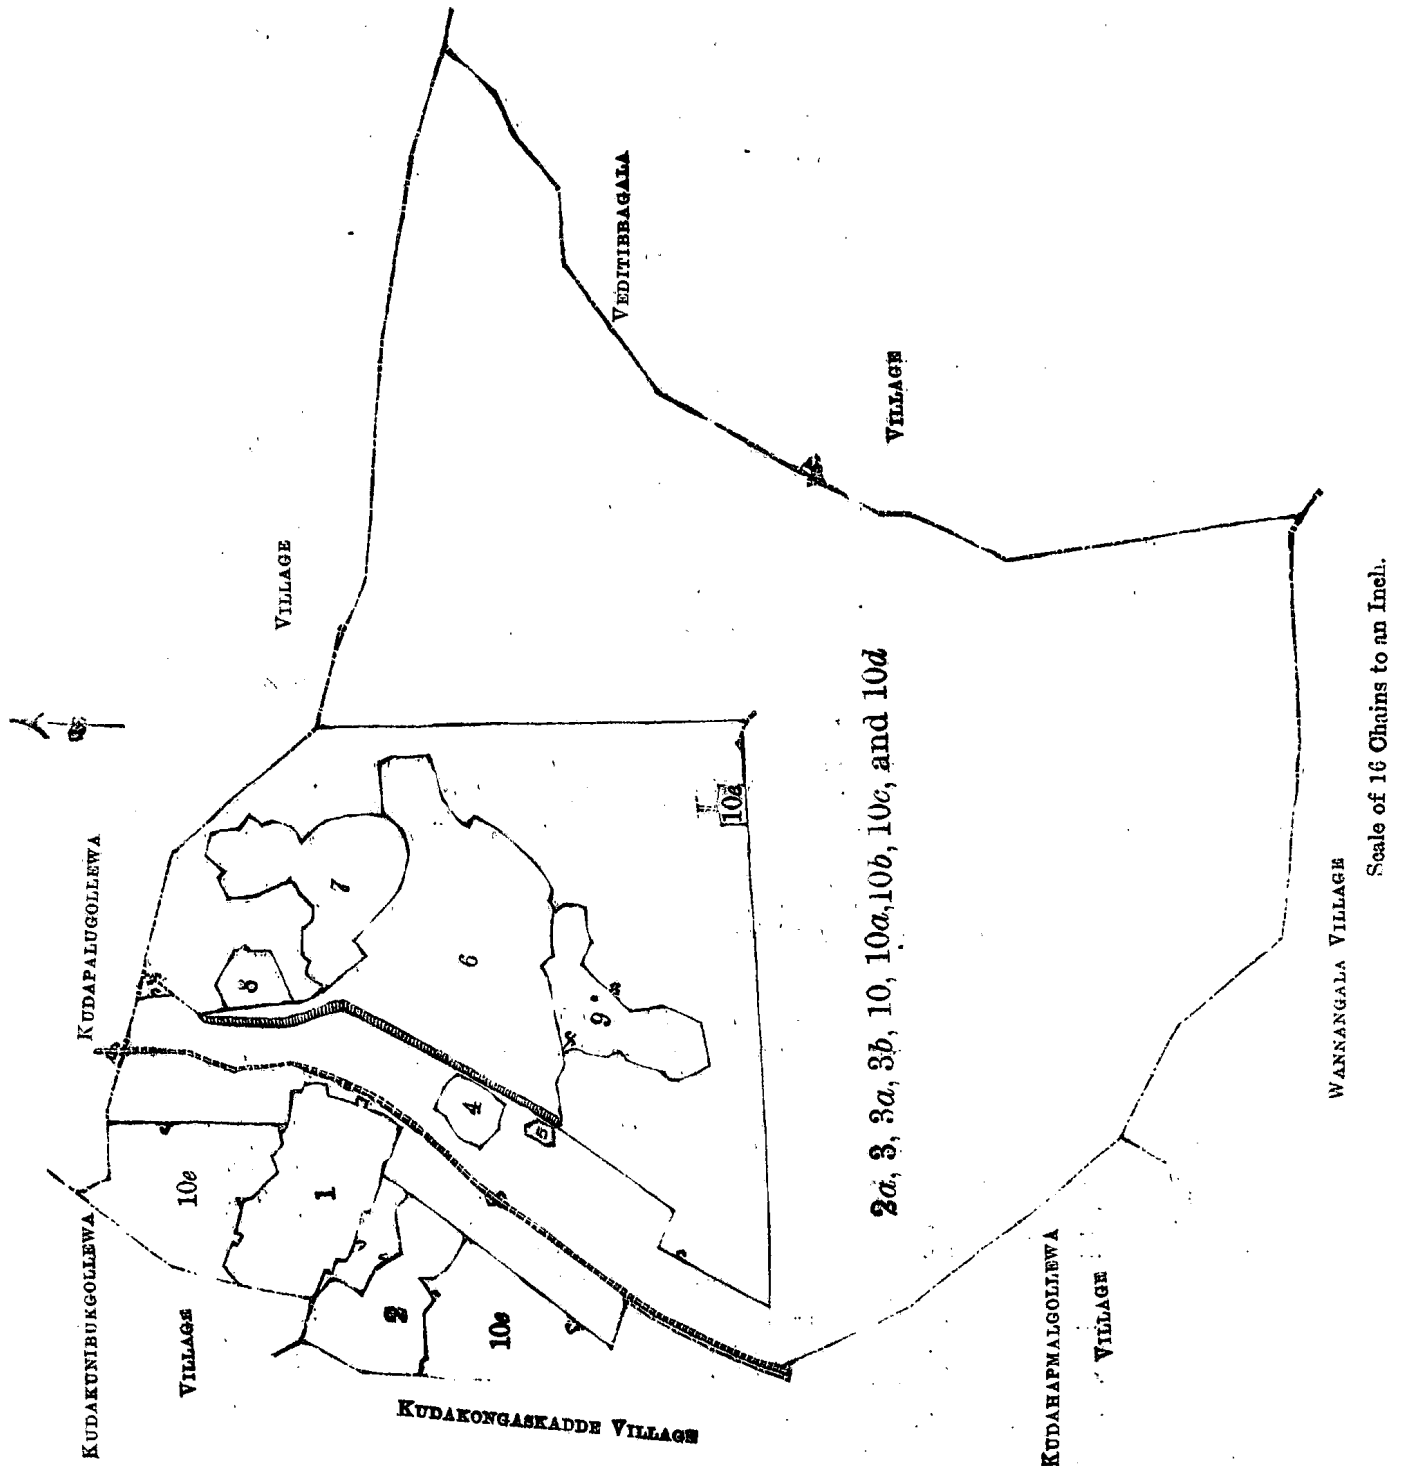 KUDAKUNIBUKGOLLEWA
VILLAGE
KUDAPALUGOLLEWA
VILLAGE
VEDITIBBAGALA
VILLAGE
10e
1
2
10e
KUDAKONGASKADDE VILLAGE
8
7
6
4
5
9
10a
2a, 3, 3a, 3b, 10, 10a, 10b, 10c, and 10d
KUDAHAPMALGOLLEWA
VILLAGE
WANNANGALA VILLAGE
Scale of 16 Chains to an Inch.